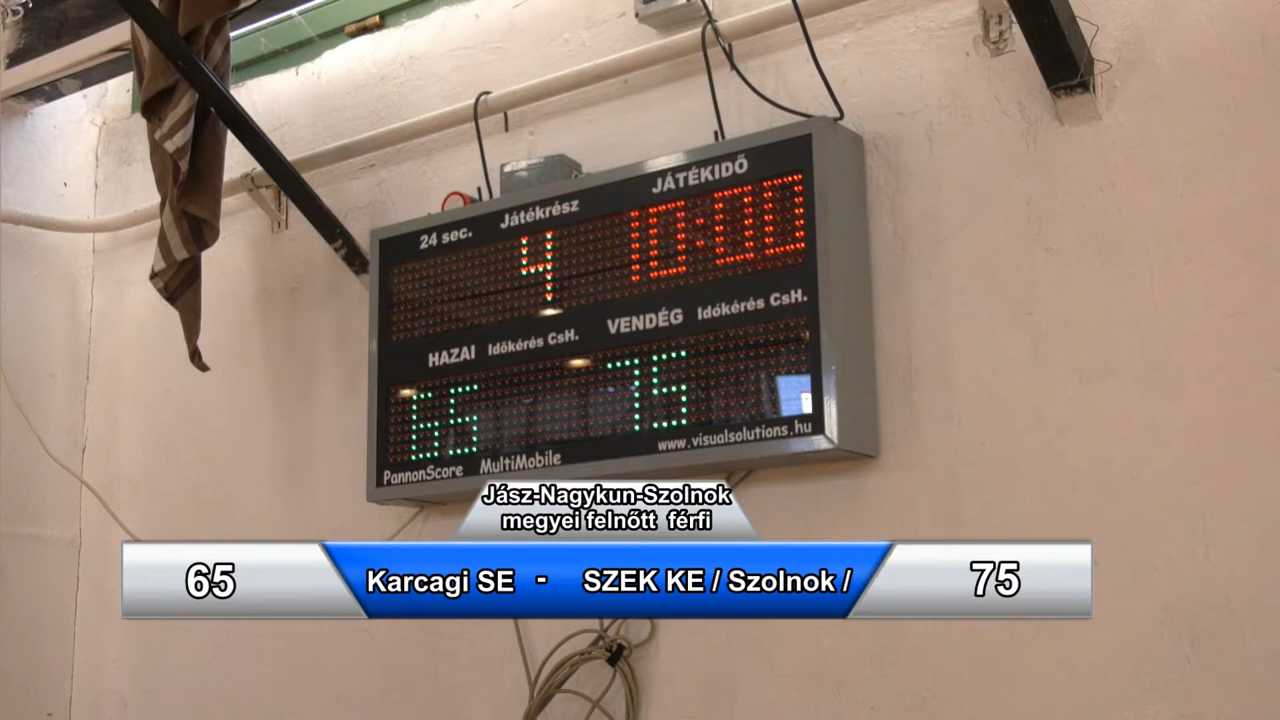 24 sec. Játékrész JÁTÉKIDŐ
4 10:00
HAZAI Időkérés CsH. VENDÉG Időkérés CsH.
65 75
PannonScore MultiMobile www.visualsolutions.hu
Jász-Nagykun-Szolnok
megyei felnőtt férfi
65 Karcagi SE - SZEK KE / Szolnok / 75